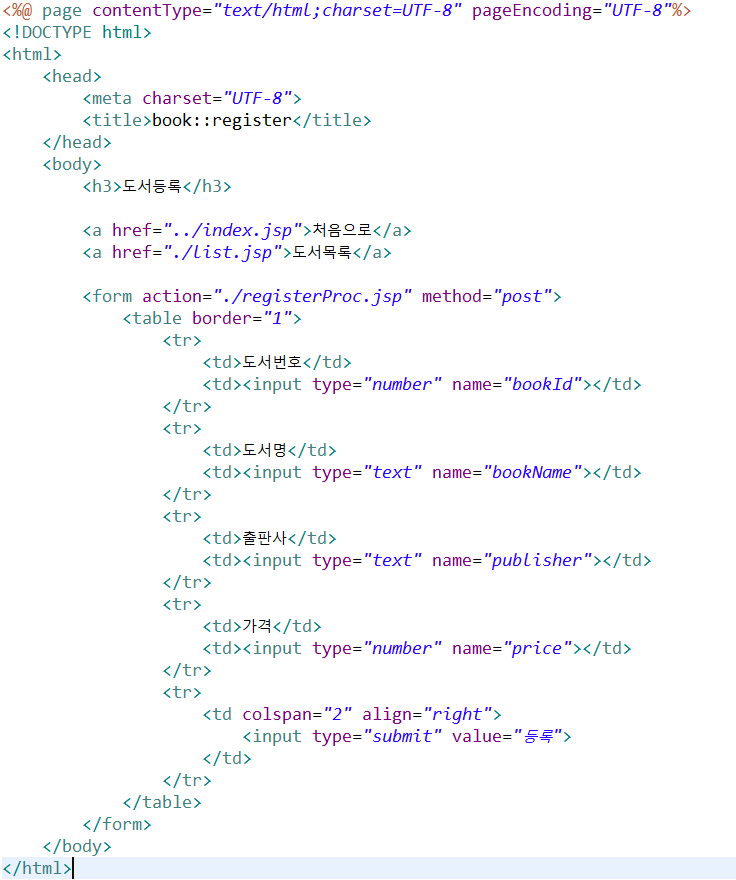 <%@ page contentType="text/html;charset=UTF-8" pageEncoding="UTF-8"%>
<!DOCTYPE html>
<html>
    <head>
        <meta charset="UTF-8">
        <title>book::register</title>
    </head>
    <body>
        <h3>도서등록</h3>

        <a href="../index.jsp">처음으로</a>
        <a href="./list.jsp">도서목록</a>

        <form action="./registerProc.jsp" method="post">
            <table border="1">
                <tr>
                    <td>도서번호</td>
                    <td><input type="number" name="bookId"></td>
                </tr>
                <tr>
                    <td>도서명</td>
                    <td><input type="text" name="bookName"></td>
                </tr>
                <tr>
                    <td>출판사</td>
                    <td><input type="text" name="publisher"></td>
                </tr>
                <tr>
                    <td>가격</td>
                    <td><input type="number" name="price"></td>
                </tr>
                <tr>
                    <td colspan="2" align="right">
                        <input type="submit" value="등록">
                    </td>
                </tr>
            </table>
        </form>
    </body>
</html>